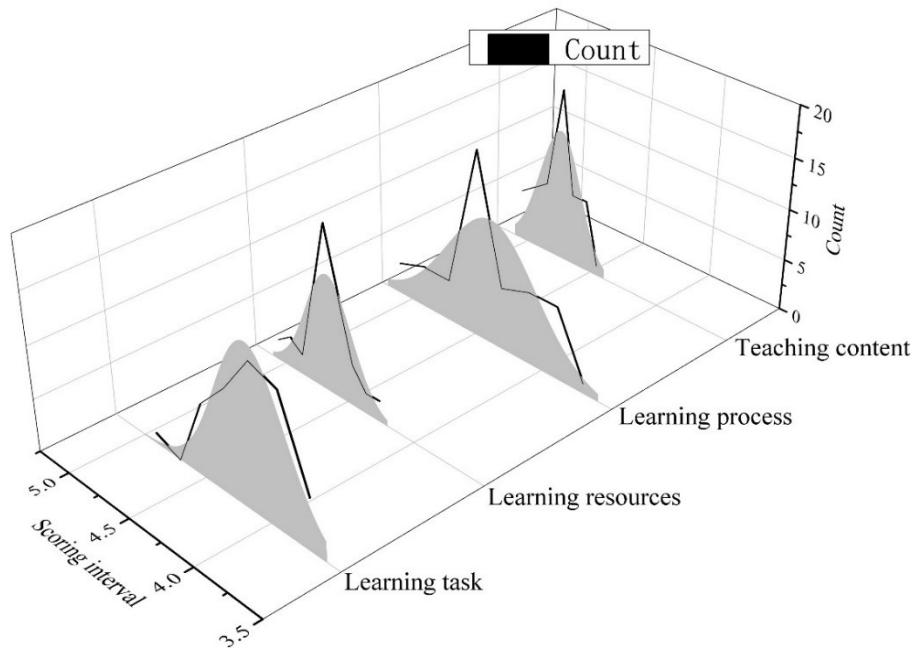 Count
20
15
10
5
0
Count
Teaching content
Learning process
Learning resources
Learning task
5.0
4.5
4.0
3.5
Scoring interval